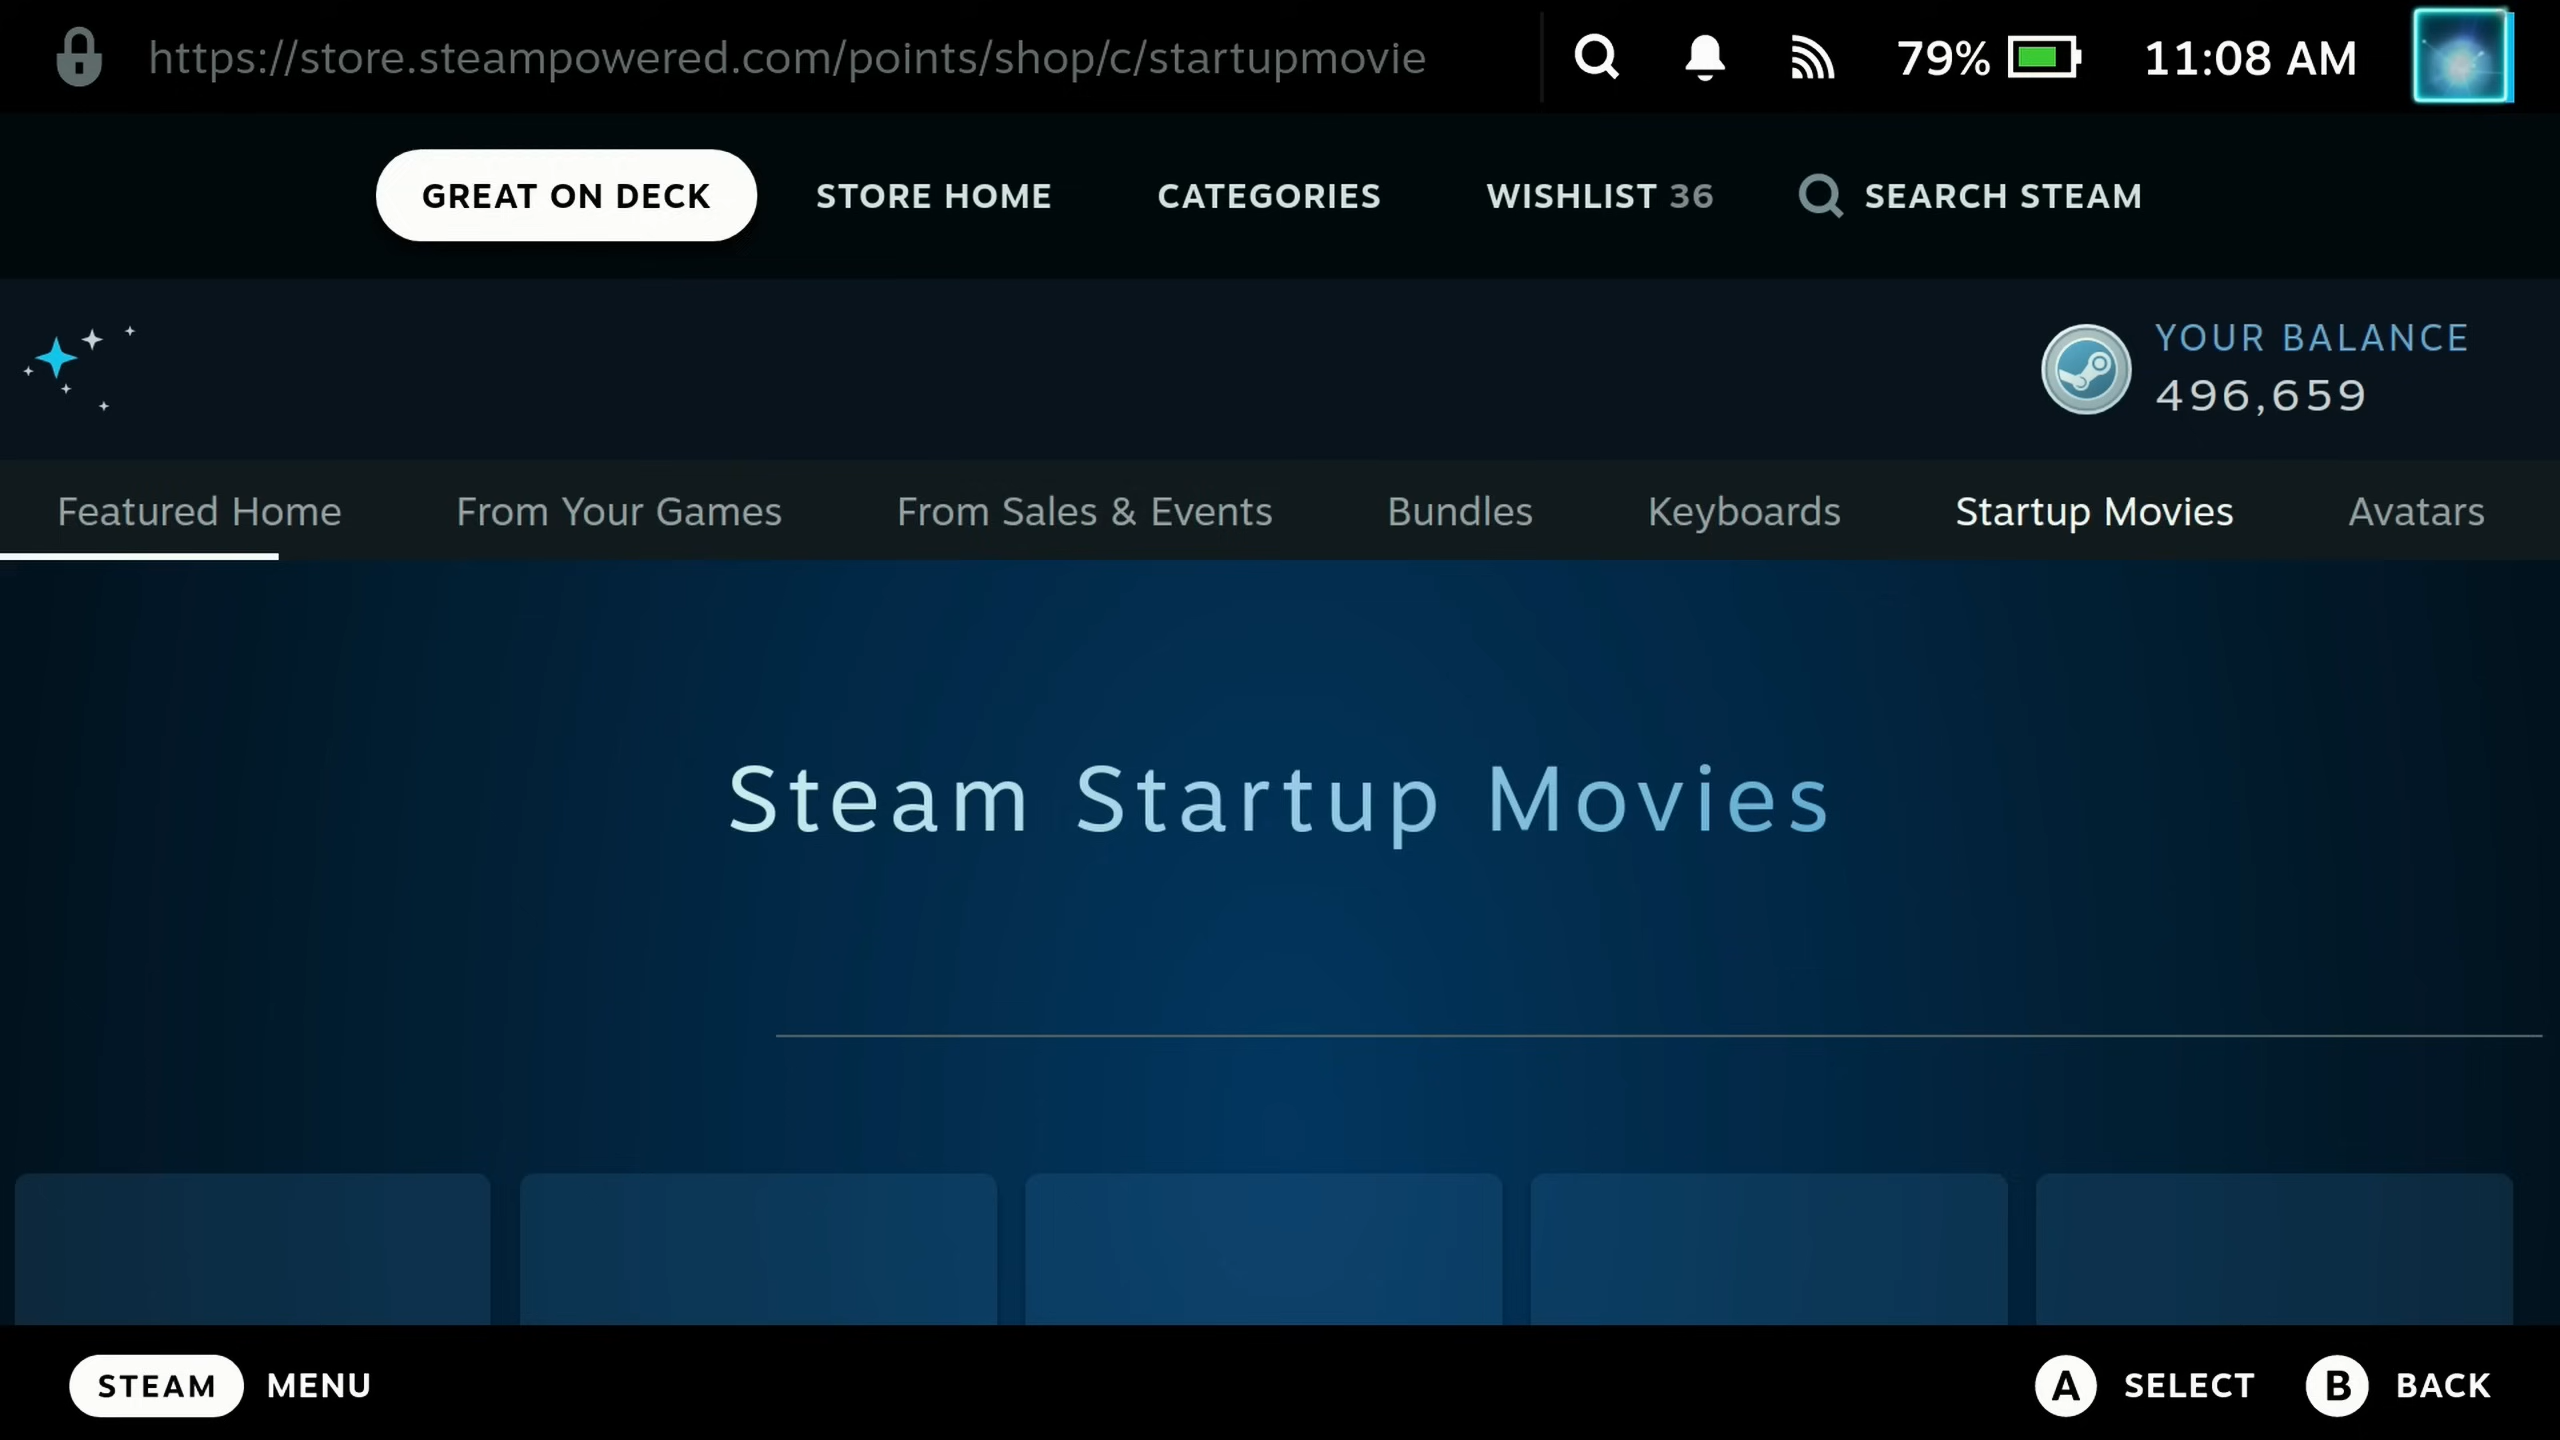 https://store.steampowered.com/points/shop/c/startupmovie
79%
11:08 AM
GREAT ON DECK
STORE HOME
CATEGORIES
WISHLIST 36
SEARCH STEAM
YOUR BALANCE
496,659
Featured Home
From Your Games
From Sales & Events
Bundles
Keyboards
Startup Movies
Avatars
Steam Startup Movies
STEAM MENU
A SELECT
B BACK